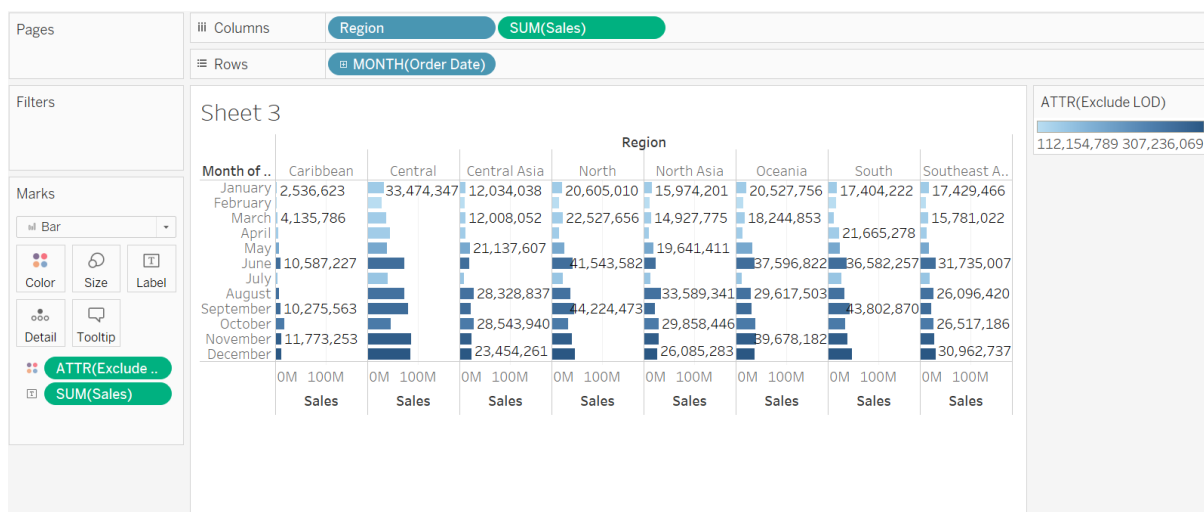 Pages
iii Columns Region SUM(Sales)
Rows MONTH(Order Date)
Filters
Sheet 3
ATTR(Exclude LOD)
112,154,789 307,236,069
Region
Month of .. Caribbean Central Central Asia North North Asia Oceania South Southeast A..
January 2,536,623 33,474,347 12,034,038 20,605,010 15,974,201 20,527,756 17,404,222 17,429,466
February
March 4,135,786 12,008,052 22,527,656 14,927,775 18,244,853 15,781,022
April 21,665,278
May 21,137,607 19,641,411
June 10,587,227 41,543,582 37,596,822 36,582,257 31,735,007
July
August 28,328,837 33,589,341 29,617,503 26,096,420
September 10,275,563 44,224,473 43,802,870
October 28,543,940 29,858,446 26,517,186
November 11,773,253 39,678,182
December 23,454,261 26,085,283 30,962,737
0M 100M 0M 100M 0M 100M 0M 100M 0M 100M 0M 100M 0M 100M 0M 100M
Sales Sales Sales Sales Sales Sales Sales Sales
Marks
Bar
Color Size Label
Detail Tooltip
ATTR(Exclude ..
SUM(Sales)